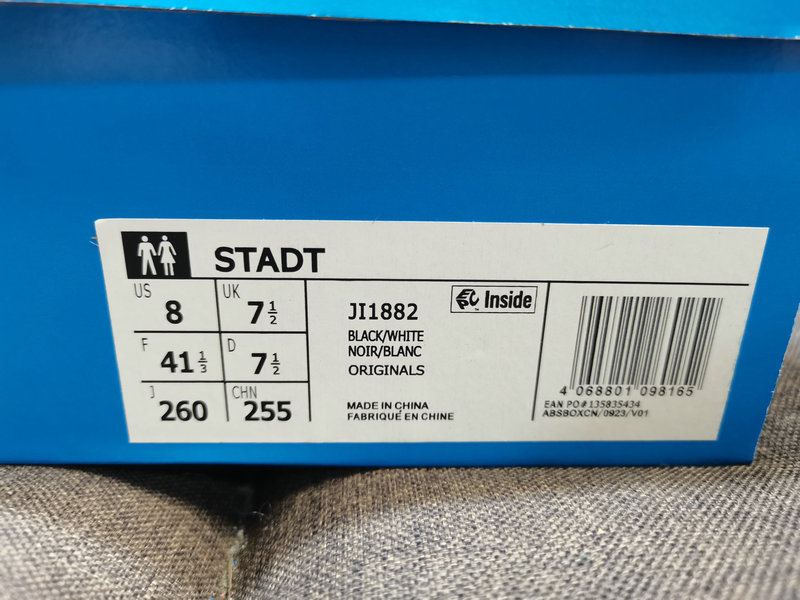 STADT
US 8 UK 7 1/2
F 41 1/3 D 7 1/2
J 260 CHN 255
JI1882
EPC Inside
BLACK/WHITE
NOIR/BLANC
ORIGINALS
MADE IN CHINA
FABRIQUÉ EN CHINE
4 068801 098165
EAN PO# 135835434
ABSBOXCN/0923/V01